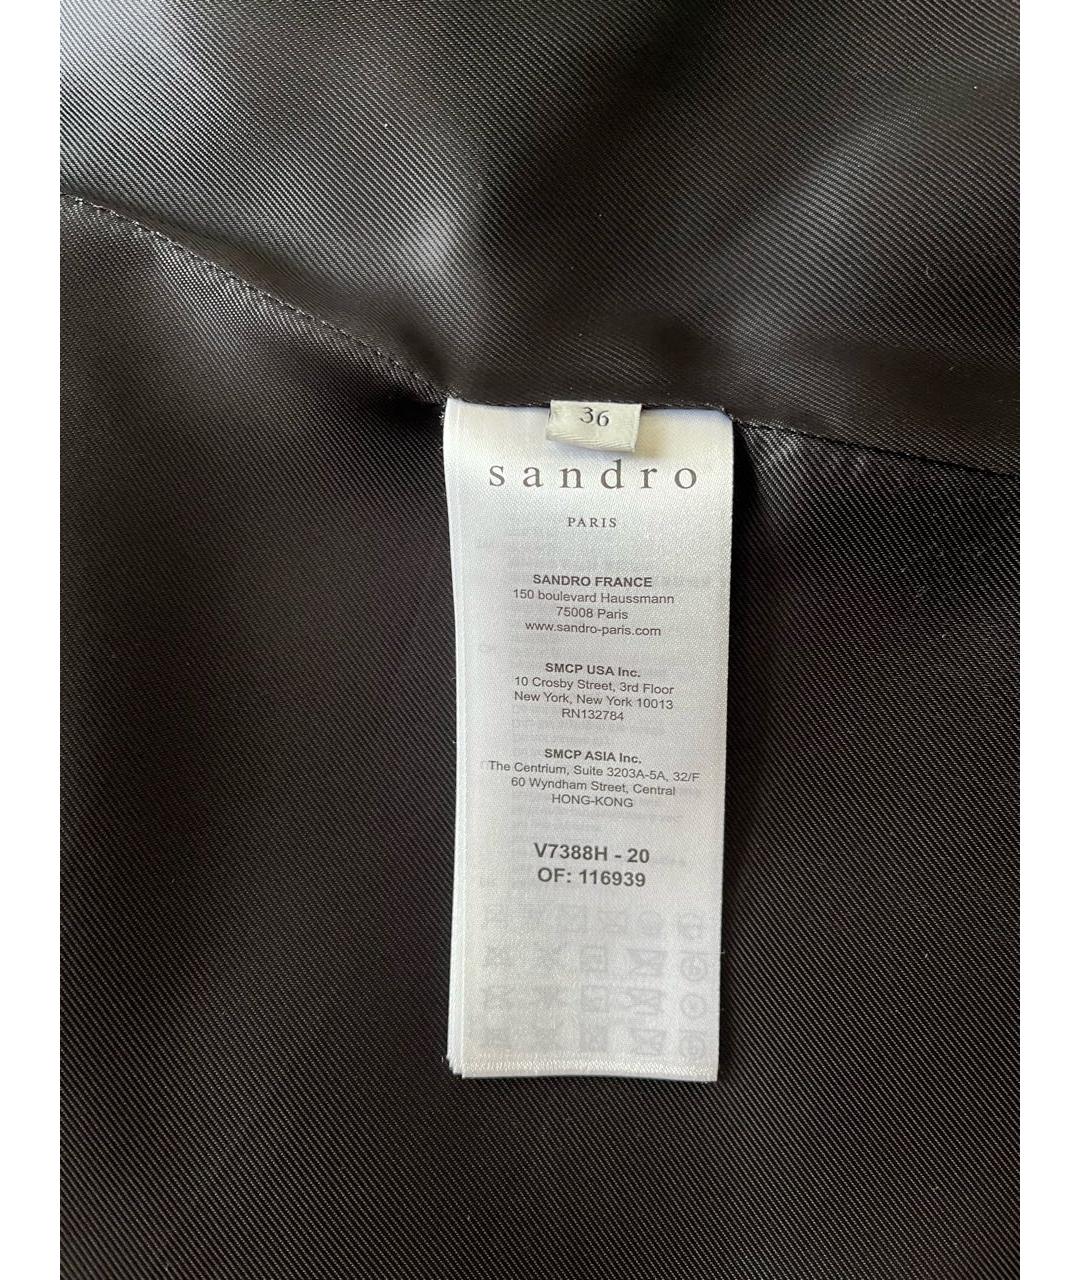 36
sandro
PARIS
SANDRO FRANCE
150 boulevard Haussmann
75008 Paris
www.sandro-paris.com
SMCP USA Inc.
10 Crosby Street, 3rd Floor
New York, New York 10013
RN132784
SMCP ASIA Inc.
The Centrium, Suite 3203A-5A, 32/F
60 Wyndham Street, Central
HONG-KONG
V7388H - 20
OF: 116939